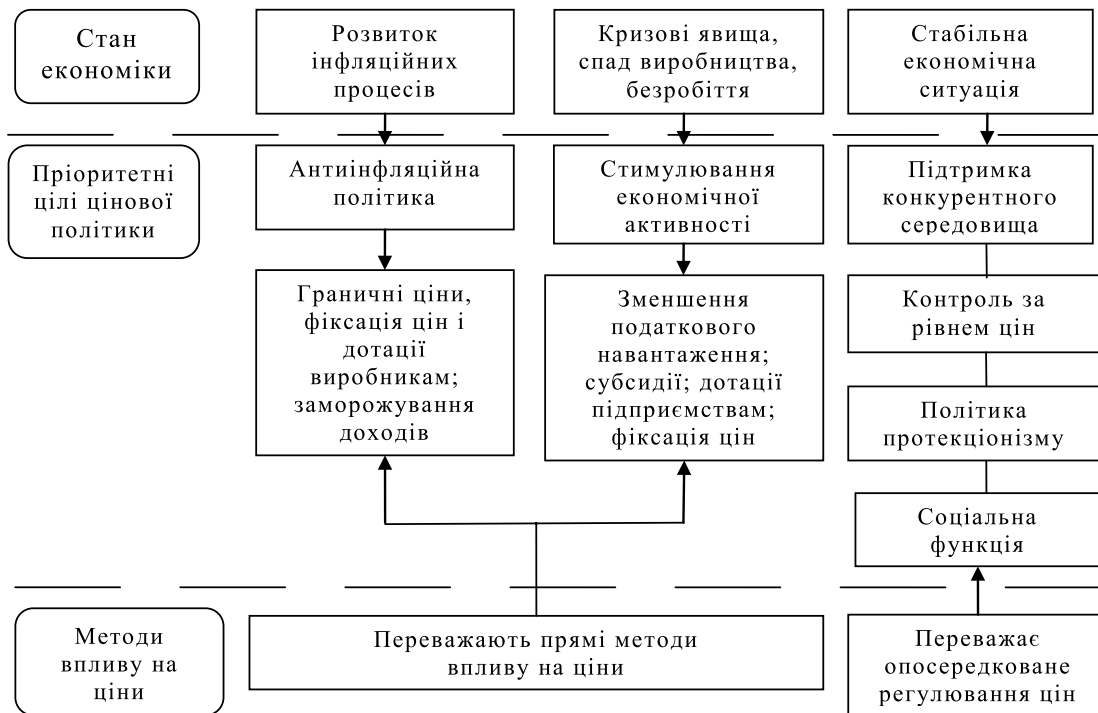 Стан
економіки
Розвиток
інфляційних
процесів
Кризові явища,
спад виробництва,
безробіття
Стабільна
економічна
ситуація
Пріоритетні
цілі цінової
політики
Антиінфляційна
політика
Стимулювання
економічної
активності
Підтримка
конкурентного
середовища
Граничні ціни,
фіксація цін і
дотації
виробникам;
заморожування
доходів
Зменшення
податкового
навантаження;
субсидії; дотації
підприємствам;
фіксація цін
Контроль за
рівнем цін
Політика
протекціонізму
Соціальна
функція
Методи
впливу на
ціни
Переважають прямі методи
впливу на ціни
Переважає
опосередковане
регулювання цін